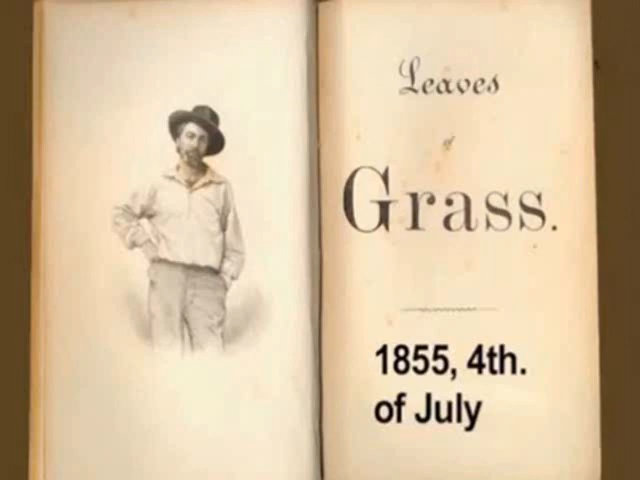 Leaves
of
Grass.
1855, 4th.
of July